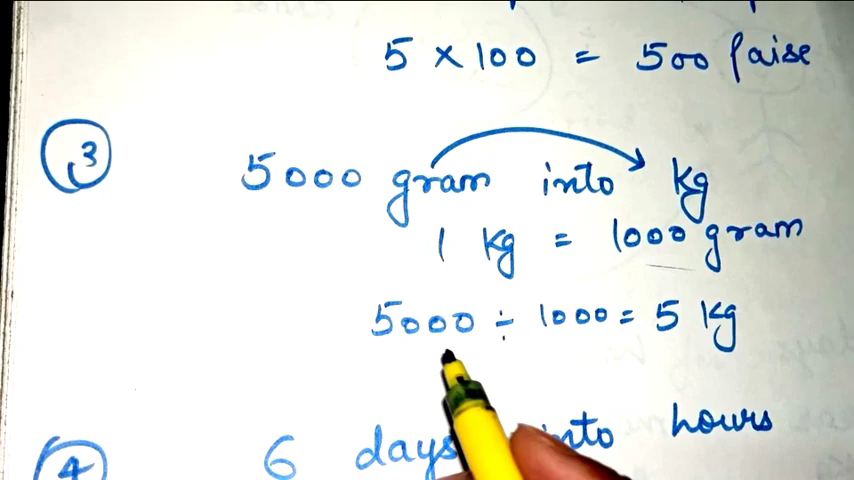 5 × 100 = 500 paise
3
5000 gram into kg
1 kg = 1000 gram
5000 ÷ 1000 = 5 kg
4 6 days into hours